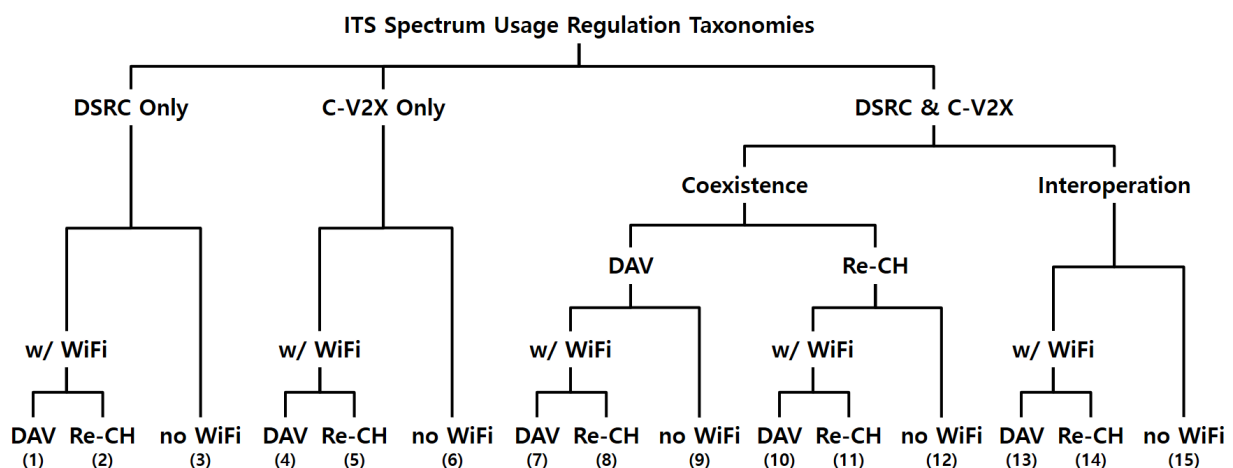 ITS Spectrum Usage Regulation Taxonomies
DSRC Only C-V2X Only DSRC & C-V2X
Coexistence Interoperation
DAV Re-CH
w/ WiFi w/ WiFi w/ WiFi w/ WiFi w/ WiFi
DAV Re-CH no WiFi DAV Re-CH no WiFi DAV Re-CH no WiFi DAV Re-CH no WiFi DAV Re-CH no WiFi
(1) (2) (3) (4) (5) (6) (7) (8) (9) (10) (11) (12) (13) (14) (15)